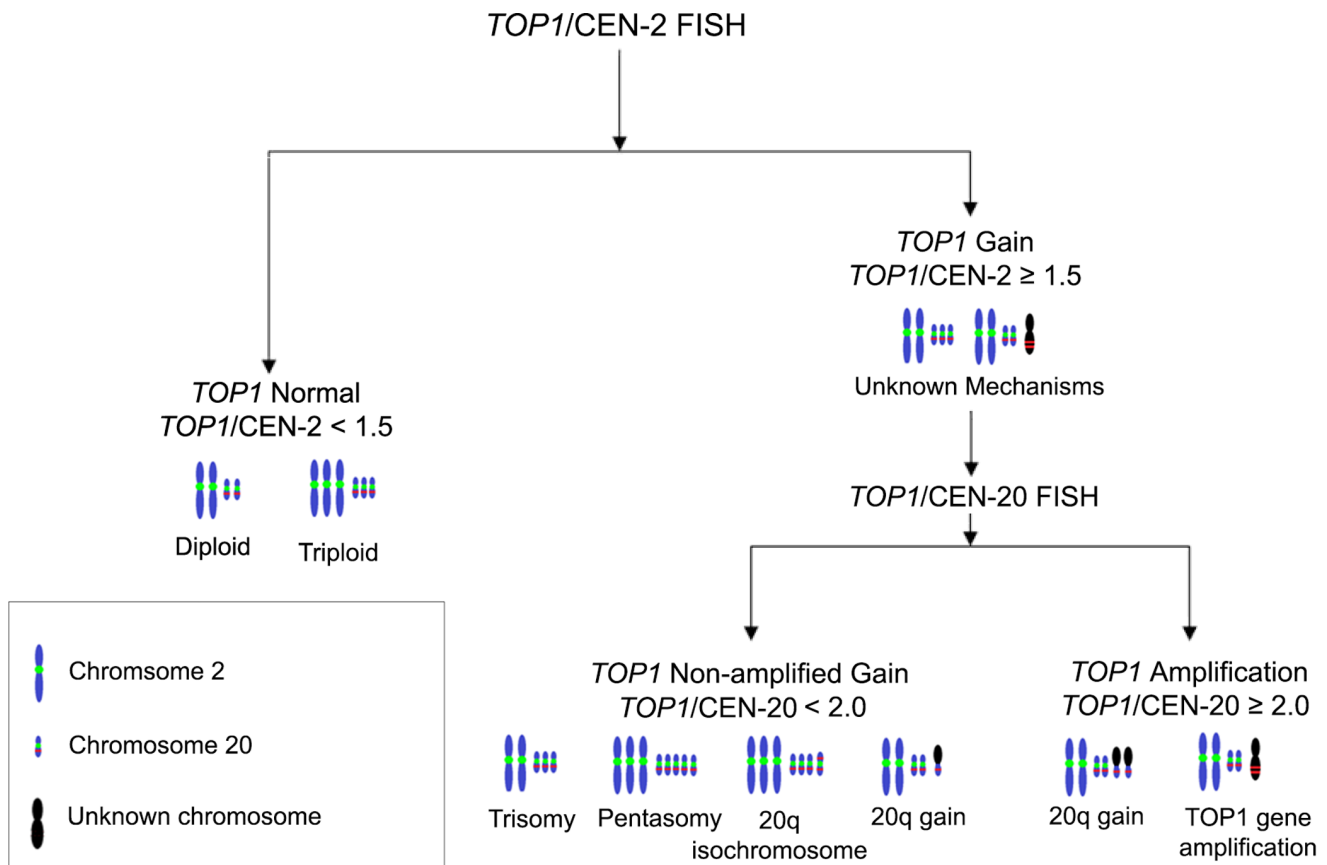 TOP1/CEN-2 FISH
TOP1 Gain
TOP1/CEN-2 ≥ 1.5
Unknown Mechanisms
TOP1 Normal
TOP1/CEN-2 < 1.5
Diploid
Triploid
TOP1/CEN-20 FISH
TOP1 Non-amplified Gain
TOP1/CEN-20 < 2.0
Trisomy
Pentasomy
20q
isochromosome
20q gain
TOP1 Amplification
TOP1/CEN-20 ≥ 2.0
20q gain
TOP1 gene
amplification
Chromsome 2
Chromosome 20
Unknown chromosome